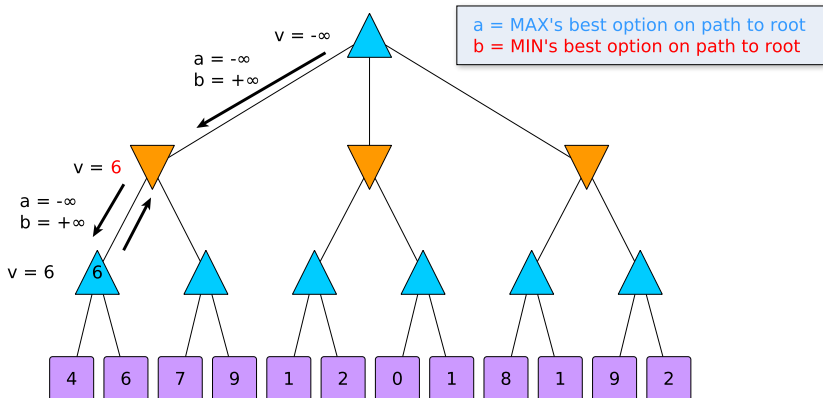 a = MAX's best option on path to root
b = MIN's best option on path to root
v = -∞
a = -∞
b = +∞
v = 6
a = -∞
b = +∞
v = 6
6
4 6 7 9 1 2 0 1 8 1 9 2